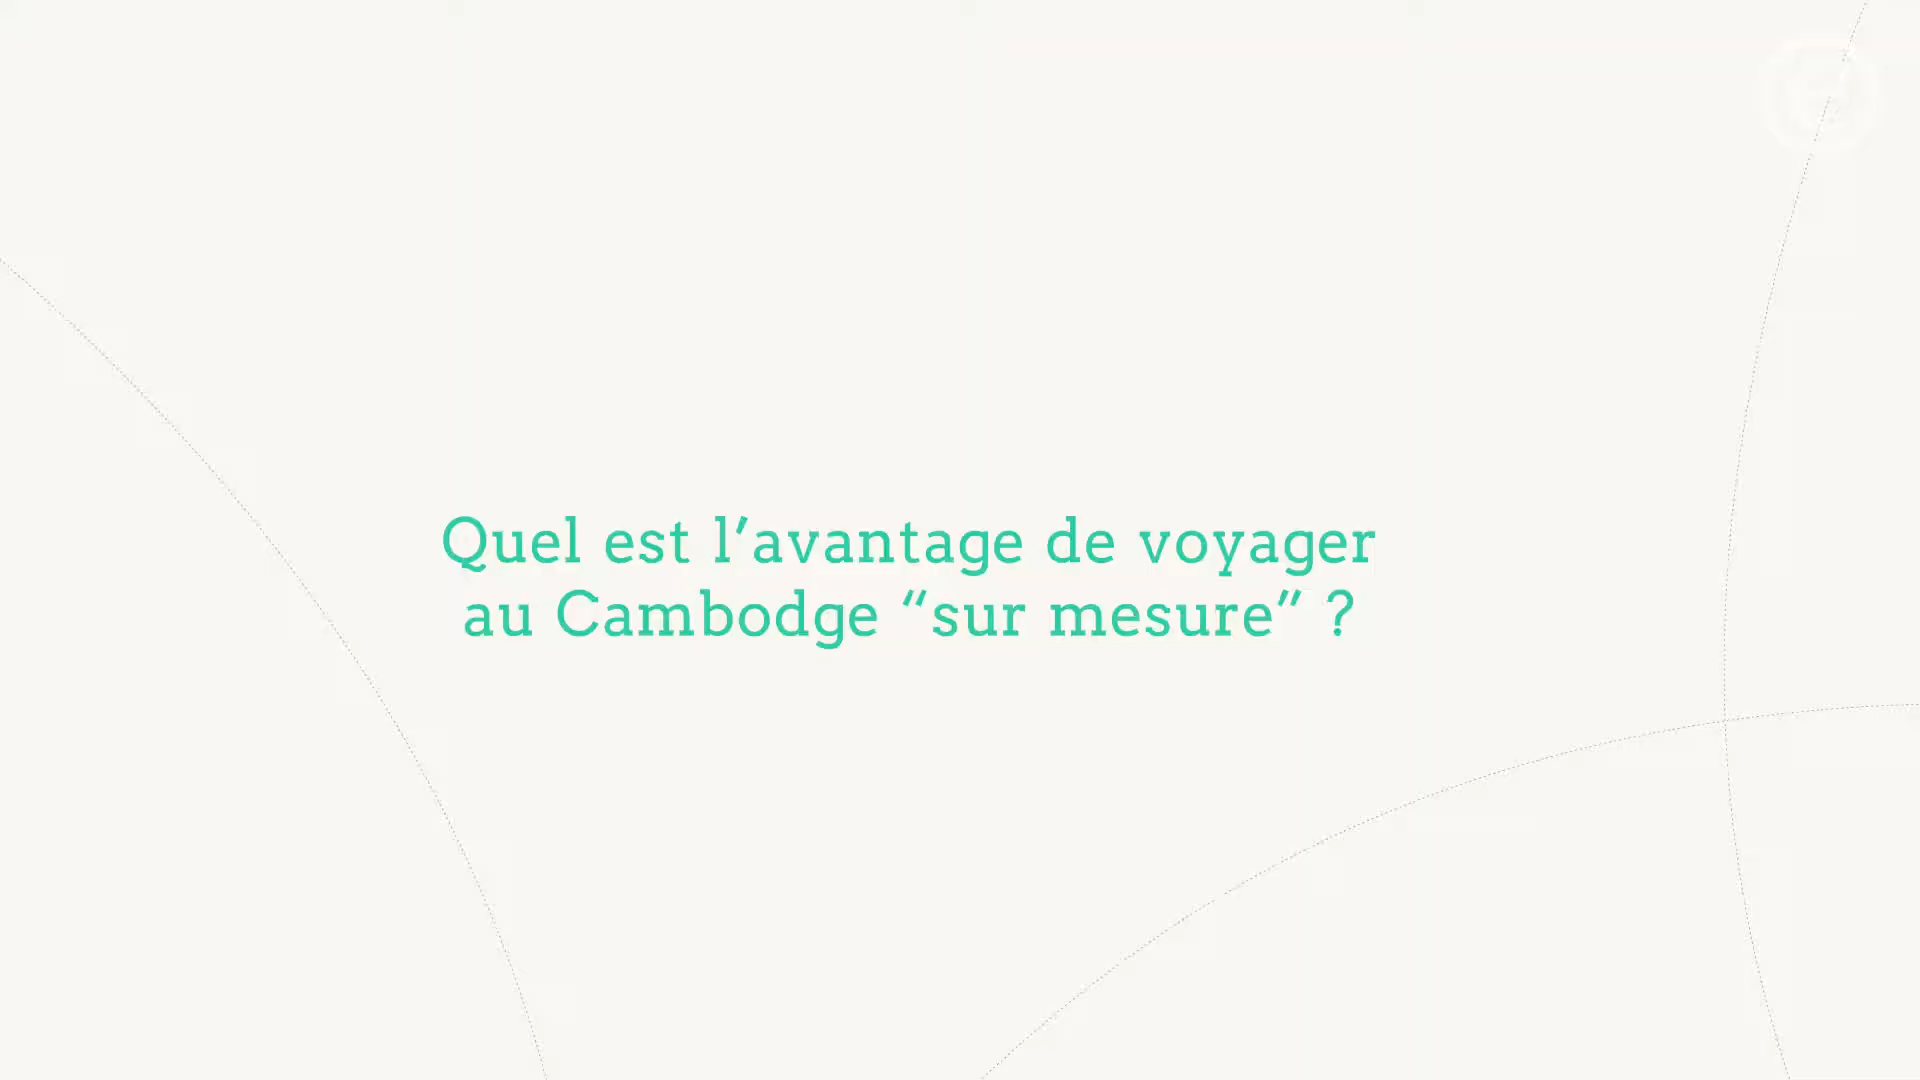 Quel est l’avantage de voyager
au Cambodge “sur mesure” ?